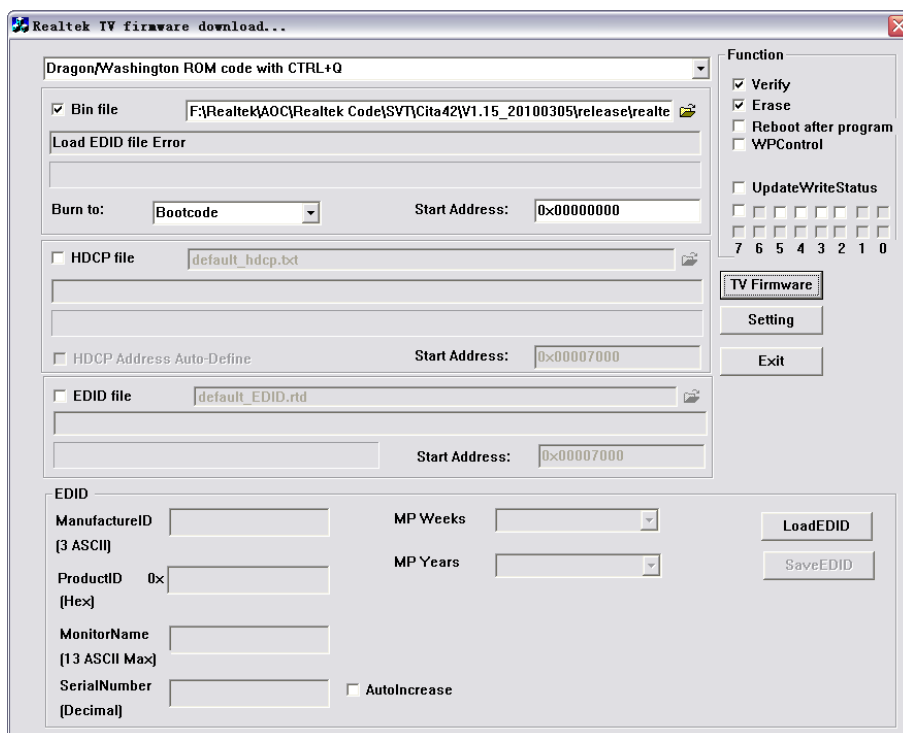 Realtek TV firmware download...
Dragon/Washington ROM code with CTRL+Q
Bin file F:\Realtek\AOC\Realtek Code\SVT\Cita42\V1.15_20100305\release\realte
Load EDID file Error
Burn to: Bootcode Start Address: 0x00000000
HDCP file default_hdcp.txt
HDCP Address Auto-Define Start Address: 0x00007000
EDID file default_EDID.rtd
Start Address: 0x00007000
Function
Verify
Erase
Reboot after program
WPControl
UpdateWriteStatus
7 6 5 4 3 2 1 0
TV Firmware
Setting
Exit
EDID
ManufactureID
(3 ASCII)
MP Weeks
LoadEDID
ProductID 0x
(Hex)
MP Years
SaveEDID
MonitorName
(13 ASCII Max)
SerialNumber
(Decimal)
AutoIncrease